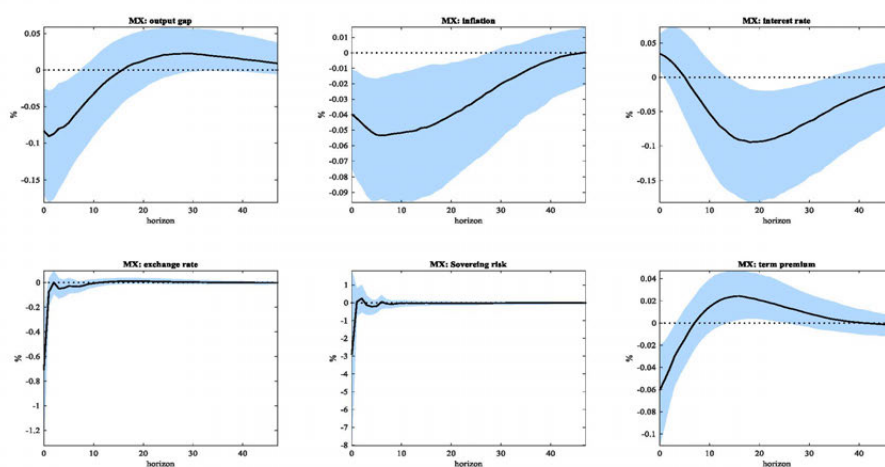 MX: output gap
0.05
0
-0.05
-0.1
-0.15
%
0 10 20 30 40
horizon
MX: inflation
0.01
0
-0.01
-0.02
-0.03
-0.04
-0.05
-0.06
-0.07
-0.08
-0.09
%
0 10 20 30 40
horizon
MX: interest rate
0.05
0
-0.05
-0.1
-0.15
%
0 10 20 30 40
horizon
MX: exchange rate
0
-0.2
-0.4
-0.6
-0.8
-1
-1.2
%
0 10 20 30 40
horizon
MX: Sovereing risk
1
0
-1
-2
-3
-4
-5
-6
-7
-8
%
0 10 20 30 40
horizon
MX: term premium
0.04
0.02
0
-0.02
-0.04
-0.06
-0.08
-0.1
%
0 10 20 30 40
horizon